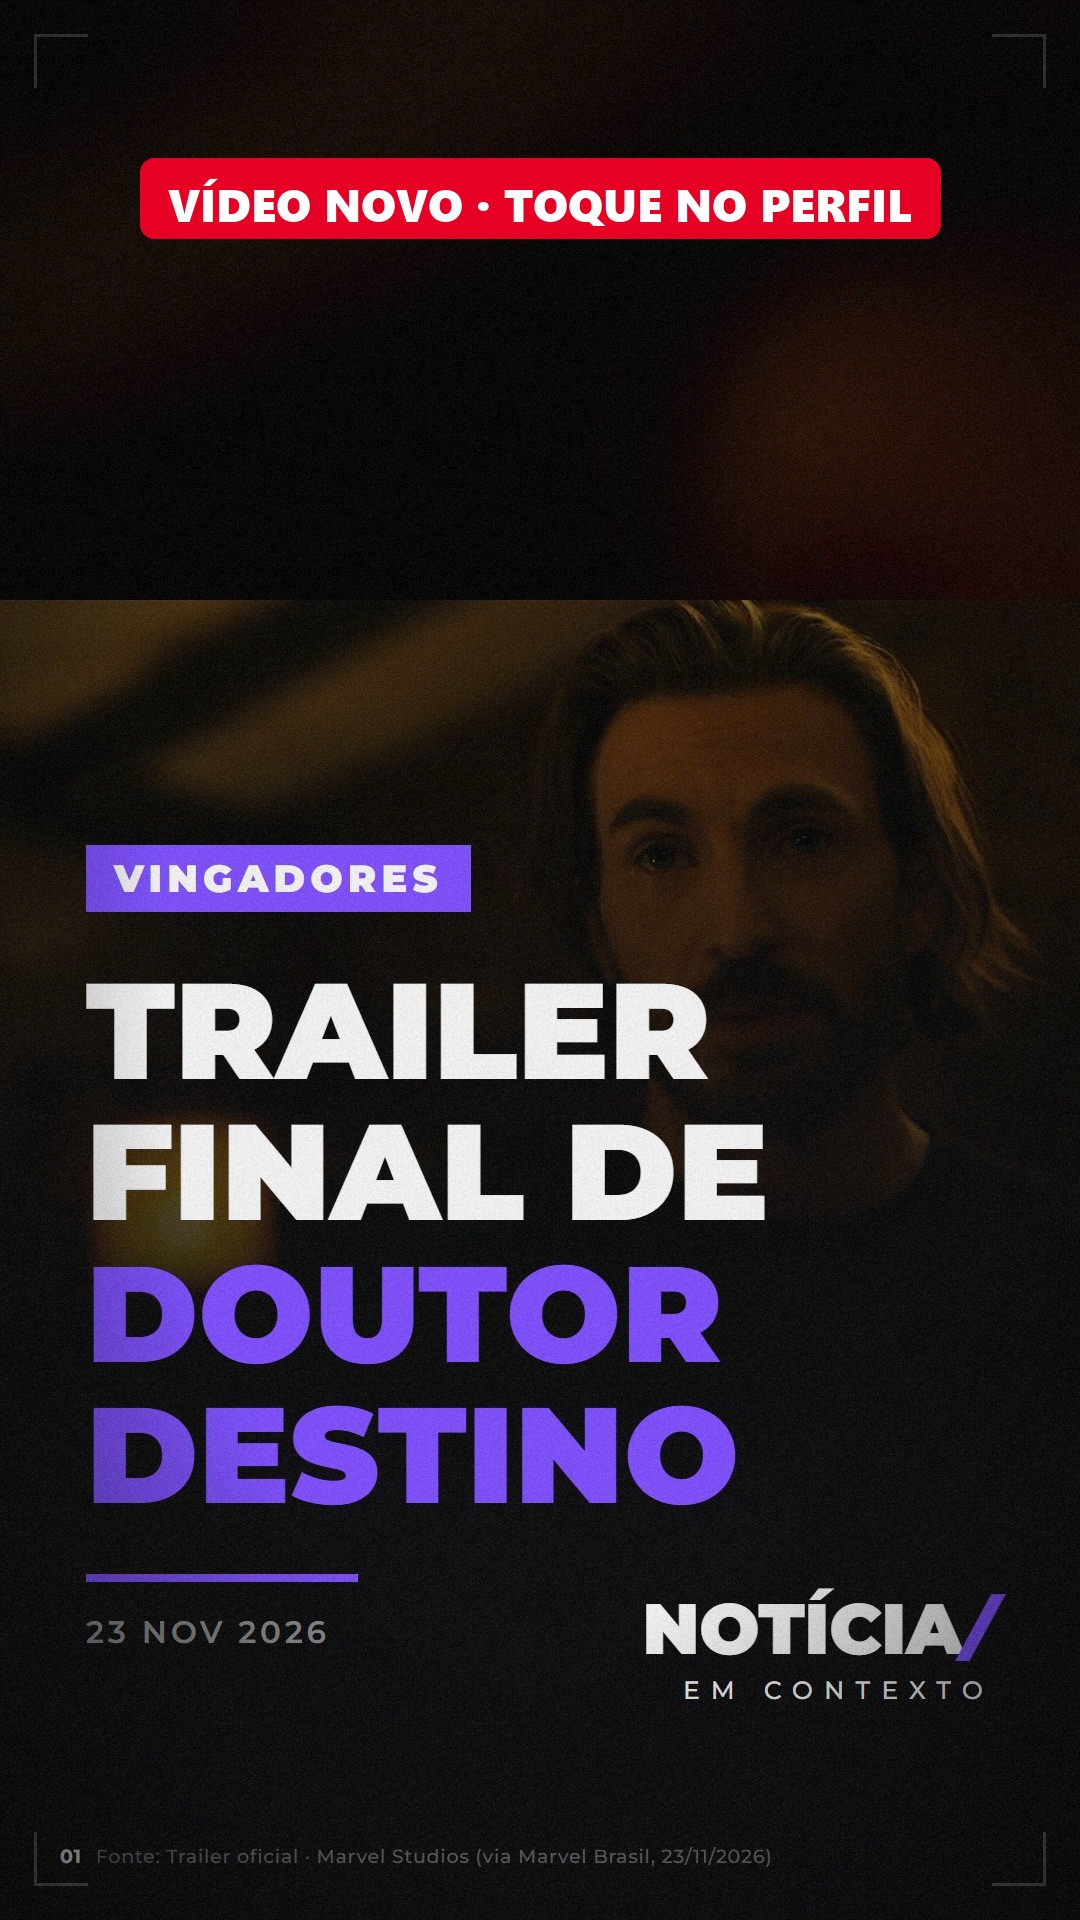 VÍDEO NOVO · TOQUE NO PERFIL
VINGADORES
TRAILER
FINAL DE
DOUTOR
DESTINO
23 NOV 2026
NOTÍCIA/
EM CONTEXTO
01 Fonte: Trailer oficial · Marvel Studios (via Marvel Brasil, 23/11/2026)